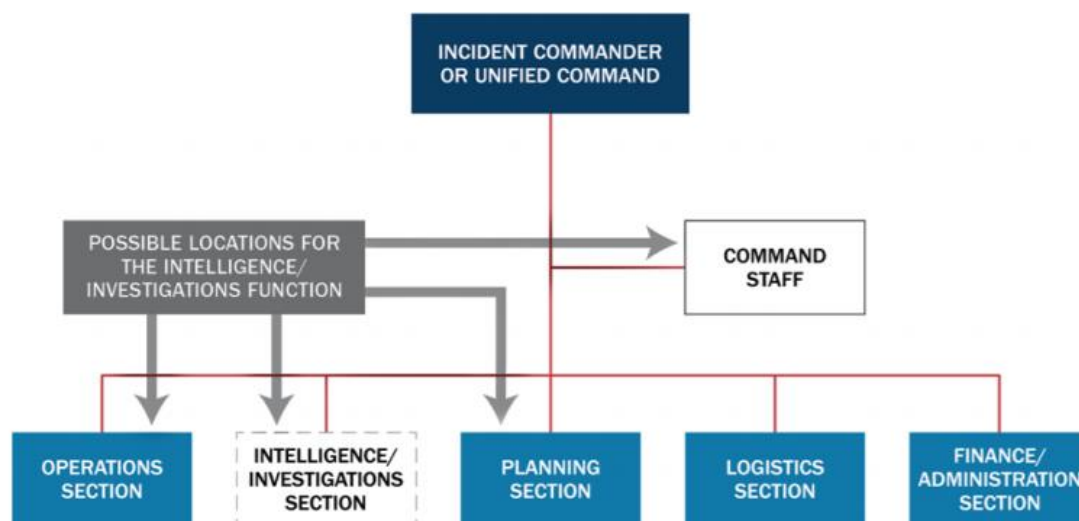 INCIDENT COMMANDER
OR UNIFIED COMMAND
POSSIBLE LOCATIONS FOR
THE INTELLIGENCE/
INVESTIGATIONS FUNCTION
COMMAND
STAFF
OPERATIONS
SECTION
INTELLIGENCE/
INVESTIGATIONS
SECTION
PLANNING
SECTION
LOGISTICS
SECTION
FINANCE/
ADMINISTRATION
SECTION